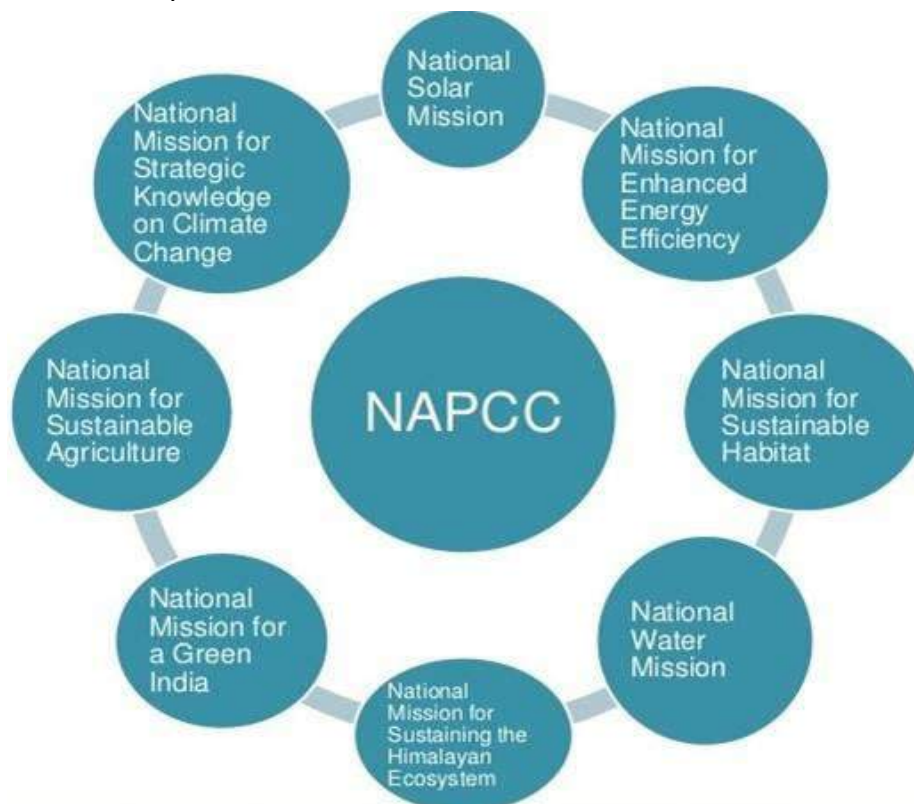 National
Solar
Mission
National
Mission for
Enhanced
Energy
Efficiency
National
Mission for
Sustainable
Habitat
National
Water
Mission
National
Mission for
Sustaining the
Himalayan
Ecosystem
National
Mission for
a Green
India
National
Mission for
Sustainable
Agriculture
National
Mission for
Strategic
Knowledge
on Climate
Change
NAPCC